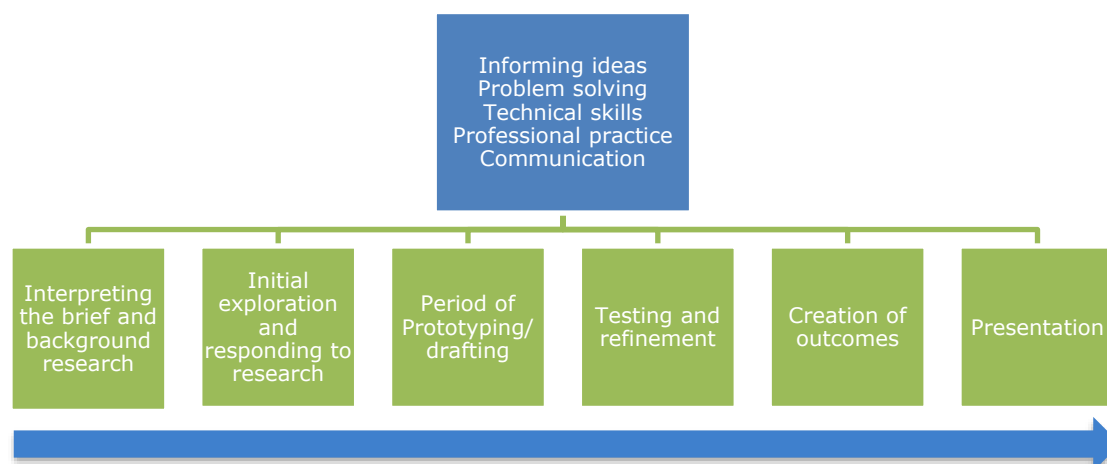 Informing ideas
Problem solving
Technical skills
Professional practice
Communication
Interpreting
the brief and
background
research
Initial
exploration
and
responding to
research
Period of
Prototyping/
drafting
Testing and
refinement
Creation of
outcomes
Presentation